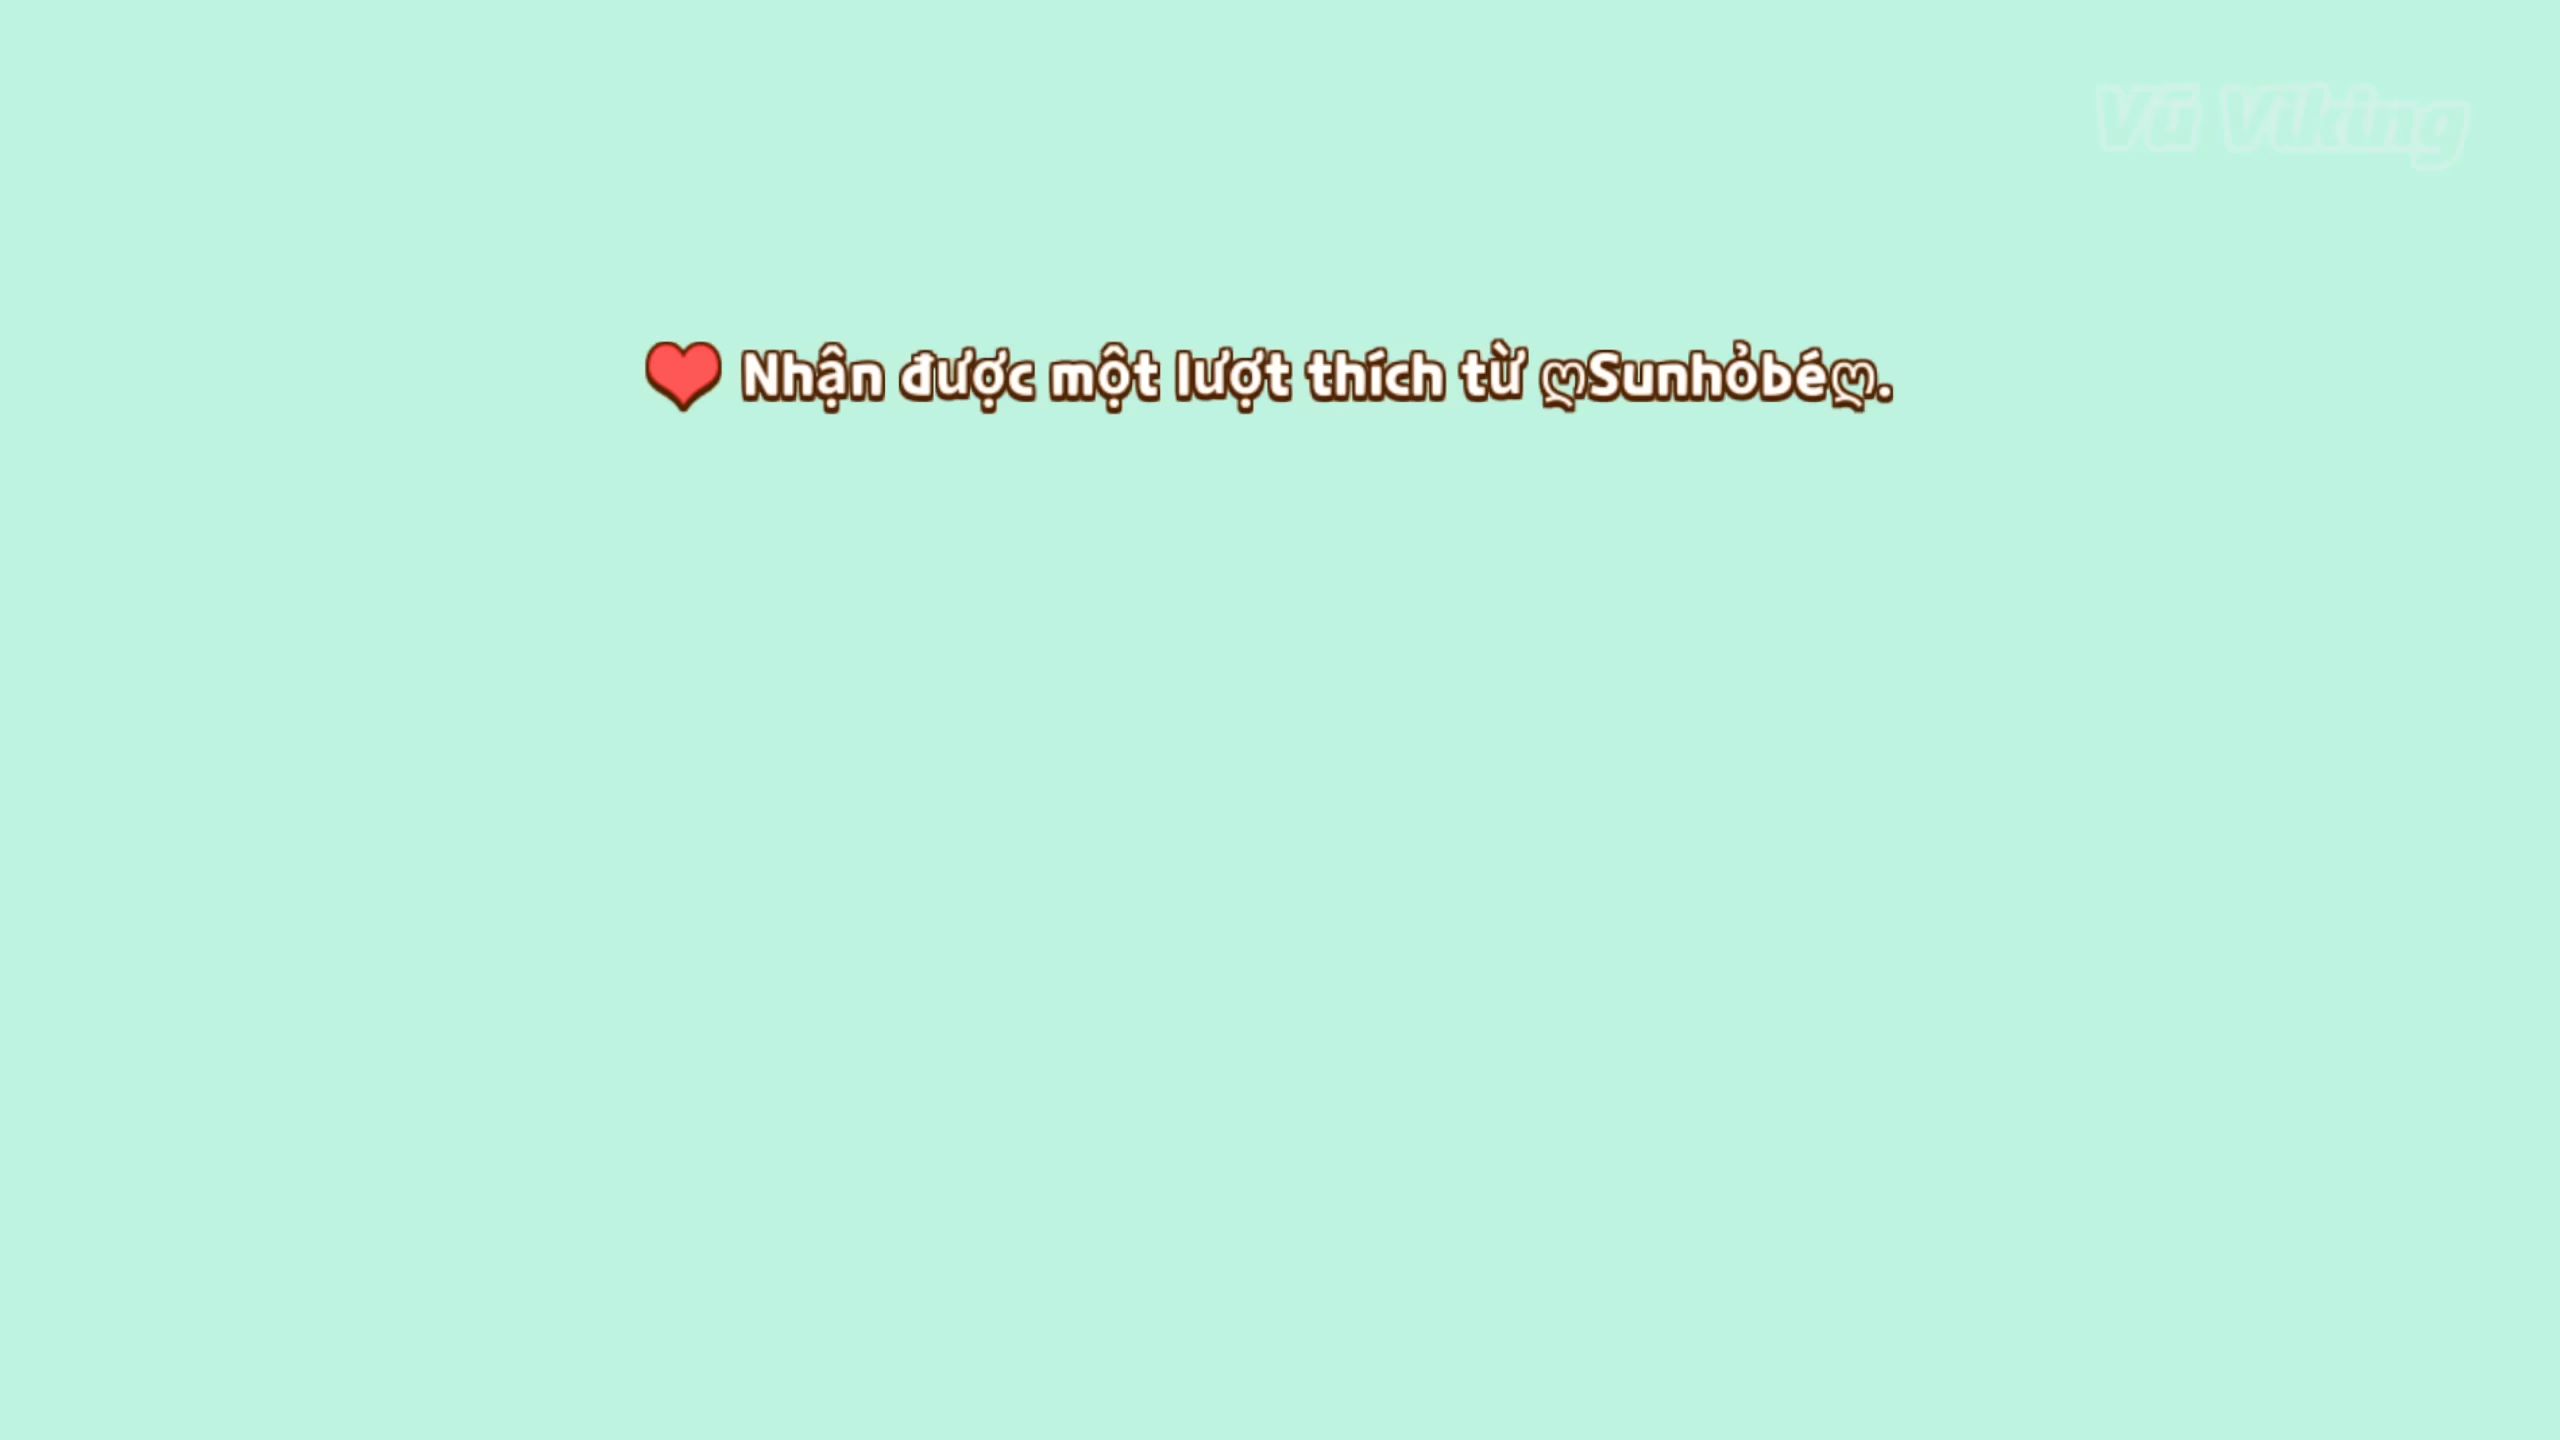 Vũ Viking
❤ Nhận được một lượt thích từ ღSunhỏbéღ.